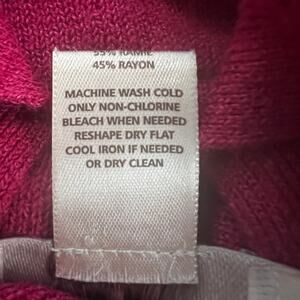 55% RAMIE
45% RAYON
MACHINE WASH COLD
ONLY NON-CHLORINE
BLEACH WHEN NEEDED
RESHAPE DRY FLAT
COOL IRON IF NEEDED
OR DRY CLEAN